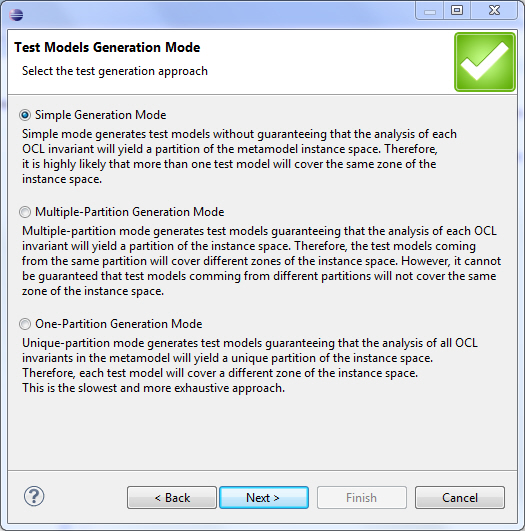 Test Models Generation Mode
Select the test generation approach
Simple Generation Mode
Simple mode generates test models without guaranteeing that the analysis of each
OCL invariant will yield a partition of the metamodel instance space. Therefore,
it is highly likely that more than one test model will cover the same zone of the
instance space.
Multiple-Partition Generation Mode
Multiple-partition mode generates test models guaranteeing that the analysis of each OCL
invariant will yield a partition of the instance space. Therefore, the test models coming
from the same partition will cover different zones of the instance space. However, it cannot
be guaranteed that test models comming from different partitions will not cover the same
zone of the instance space.
One-Partition Generation Mode
Unique-partition mode generates test models guaranteeing that the analysis of all OCL
invariants in the metamodel will yield a unique partition of the instance space.
Therefore, each test model will cover a different zone of the instance space.
This is the slowest and more exhaustive approach.
? < Back Next > Finish Cancel